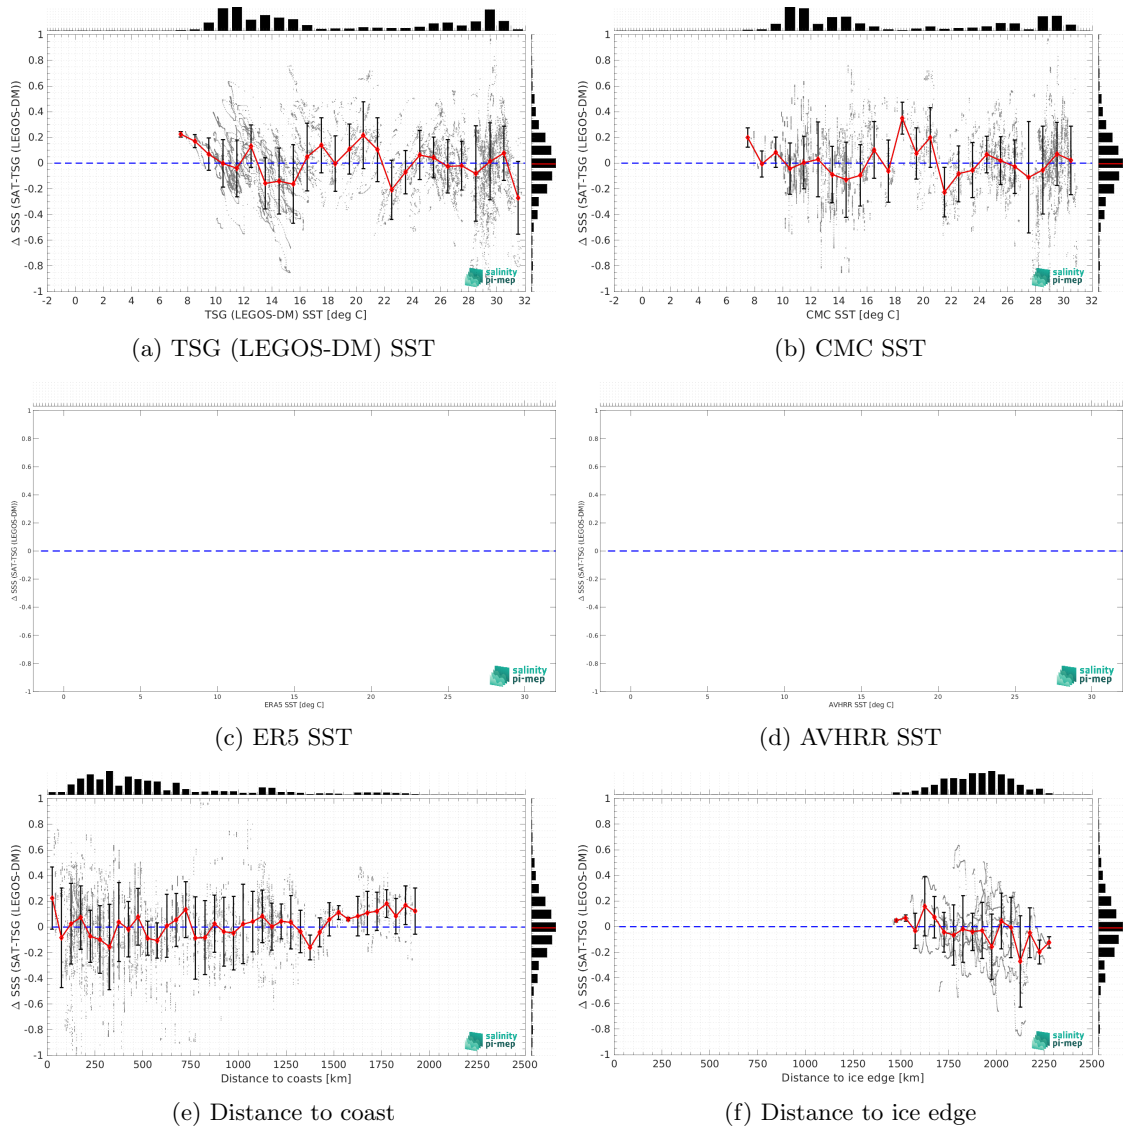 1
0.8
0.6
0.4
0.2
0
-0.2
-0.4
-0.6
-0.8
-1
Δ SSS (SAT-TSG (LEGOS-DM))
salinity
pi-mep
-2 0 2 4 6 8 10 12 14 16 18 20 22 24 26 28 30 32
TSG (LEGOS-DM) SST [deg C]
(a) TSG (LEGOS-DM) SST
1
0.8
0.6
0.4
0.2
0
-0.2
-0.4
-0.6
-0.8
-1
Δ SSS (SAT-TSG (LEGOS-DM))
salinity
pi-mep
-2 0 2 4 6 8 10 12 14 16 18 20 22 24 26 28 30 32
CMC SST [deg C]
(b) CMC SST
1
0.8
0.6
0.4
0.2
0
-0.2
-0.4
-0.6
-0.8
-1
Δ SSS (SAT-TSG (LEGOS-DM))
salinity
pi-mep
0 5 10 15 20 25 30
ERA5 SST [deg C]
(c) ER5 SST
1
0.8
0.6
0.4
0.2
0
-0.2
-0.4
-0.6
-0.8
-1
Δ SSS (SAT-TSG (LEGOS-DM))
salinity
pi-mep
0 5 10 15 20 25 30
AVHRR SST [deg C]
(d) AVHRR SST
1
0.8
0.6
0.4
0.2
0
-0.2
-0.4
-0.6
-0.8
-1
Δ SSS (SAT-TSG (LEGOS-DM))
salinity
pi-mep
0 250 500 750 1000 1250 1500 1750 2000 2250 2500
Distance to coasts [km]
(e) Distance to coast
1
0.8
0.6
0.4
0.2
0
-0.2
-0.4
-0.6
-0.8
-1
Δ SSS (SAT-TSG (LEGOS-DM))
salinity
pi-mep
0 250 500 750 1000 1250 1500 1750 2000 2250 2500
Distance to ice edge [km]
(f) Distance to ice edge